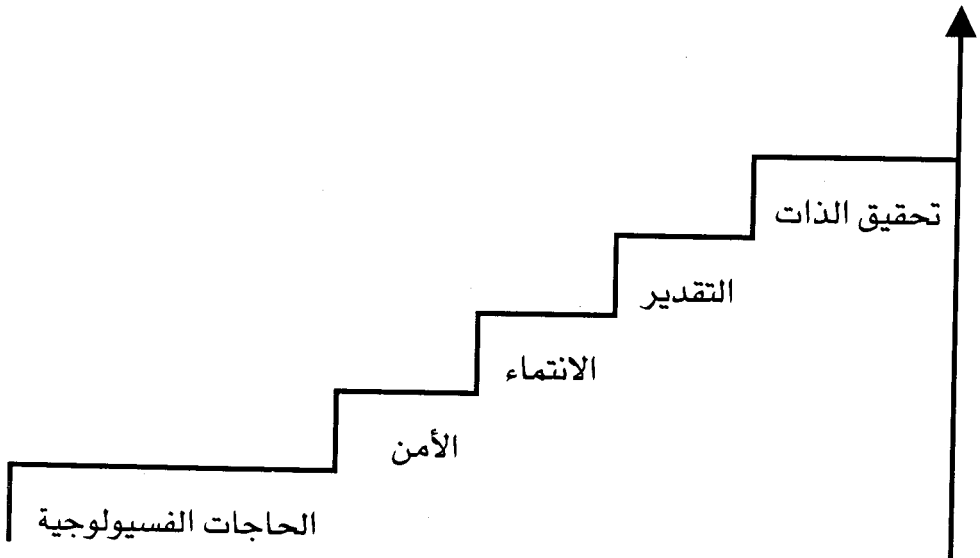 تحقيق الذات
التقدير
الانتماء
الأمن
الحاجات الفسيولوجية